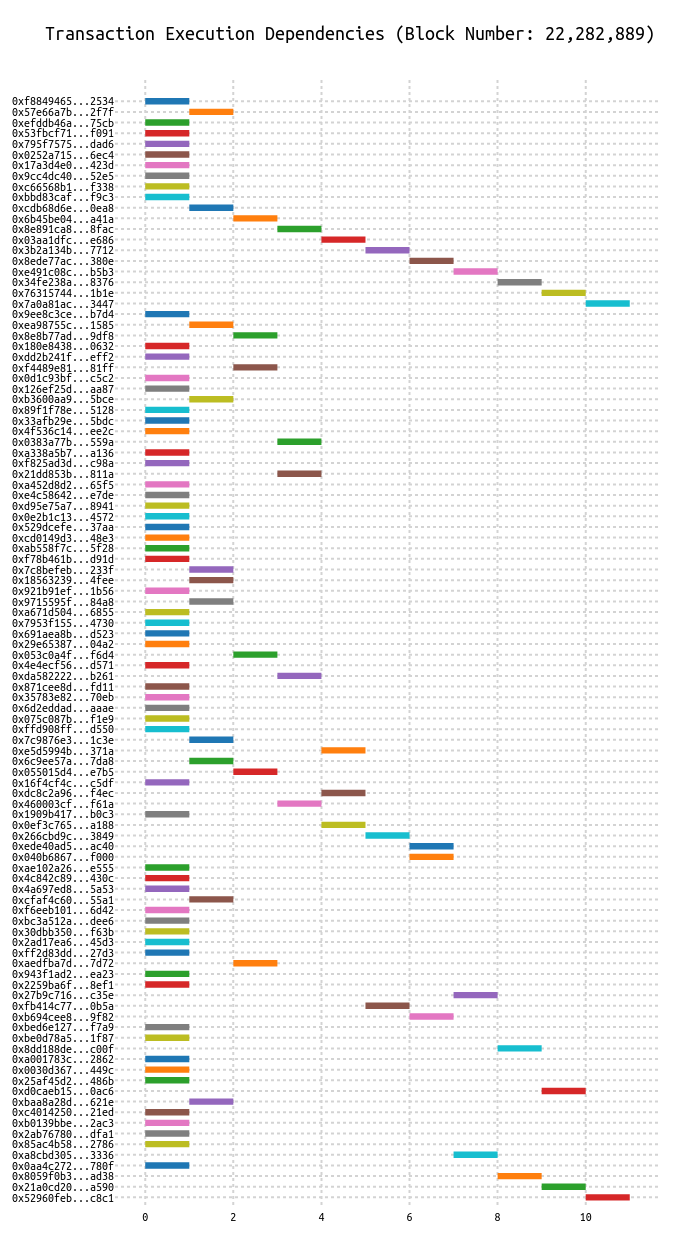 Transaction Execution Dependencies (Block Number: 22,282,889)
0xf8849465...2534
0x57e66a7b...2f7f
0xefddb46a...75cb
0x53fbcf71...f091
0x795f7575...dad6
0x0252a715...6ec4
0x17a3d4e0...423d
0x9cc4dc40...52e5
0xc66568b1...f338
0xbbd83caf...f9c3
0xcdb68d6e...0ea8
0x6b45be04...a41a
0x8e891ca8...8fac
0x03aa1dfc...e686
0x3b2a134b...7712
0x8ede77ac...380e
0xe491c08c...b5b3
0x34fe238a...8376
0x76315744...1b1e
0x7a0a81ac...3447
0x9ee8c3ce...b7d4
0xea98755c...1585
0x8e8b77ad...9df8
0x180e8438...0632
0xdd2b241f...eff2
0xf4489e81...81ff
0x0d1c93bf...c5c2
0x126ef25d...aa87
0xb3600aa9...5bce
0x89f1f78e...5128
0x33afb29e...5bdc
0x4f536c14...ee2c
0x0383a77b...559a
0xa338a5b7...a136
0xf825ad3d...c98a
0x21dd853b...811a
0xa452d8d2...65f5
0xe4c58642...e7de
0xd95e75a7...8941
0x0e2b1c13...4572
0x529dcefe...37aa
0xcd0149d3...48e3
0xab558f7c...5f28
0xf78b461b...d91d
0x7c8befeb...233f
0x18563239...4fee
0x921b91ef...1b56
0x9715595f...84a8
0xa671d504...6855
0x7953f155...4730
0x691aea8b...d523
0x29e65387...04a2
0x053c0a4f...f6d4
0x4e4ecf56...d571
0xda582222...b261
0x871cee8d...fd11
0x35783e82...70eb
0x6d2eddad...aaae
0x075c087b...f1e9
0xffd908ff...d550
0x7c9876e3...1c3e
0xe5d5994b...371a
0x6c9ee57a...7da8
0x055015d4...e7b5
0x16f4cf4c...c5df
0xdc8c2a96...f4ec
0x460003cf...f61a
0x1909b417...b0c3
0x0ef3c765...a188
0x266cbd9c...3849
0xede40ad5...ac40
0x040b6867...f000
0xae102a26...e555
0x4c842c89...430c
0x4a697ed8...5a53
0xcfaf4c60...55a1
0xf6eeb101...6d42
0xbc3a512a...dee6
0x30dbb350...f63b
0x2ad17ea6...45d3
0xff2d83dd...27d3
0xaedfba7d...7d72
0x943f1ad2...ea23
0x2259ba6f...8ef1
0x27b9c716...c35e
0xfb414c77...0b5a
0xb694cee8...9f82
0xbed6e127...f7a9
0xbe0d78a5...1f87
0x8dd188de...c00f
0xa001783c...2862
0x0030d367...449c
0x25af45d2...486b
0xd0caeb15...0ac6
0xbaa8a28d...621e
0xc4014250...21ed
0xb0139bbe...2ac3
0x2ab76780...dfa1
0x85ac4b58...2786
0xa8cbd305...3336
0x0aa4c272...780f
0x8059f0b3...ad38
0x21a0cd20...a590
0x52960feb...c8c1
0 2 4 6 8 10